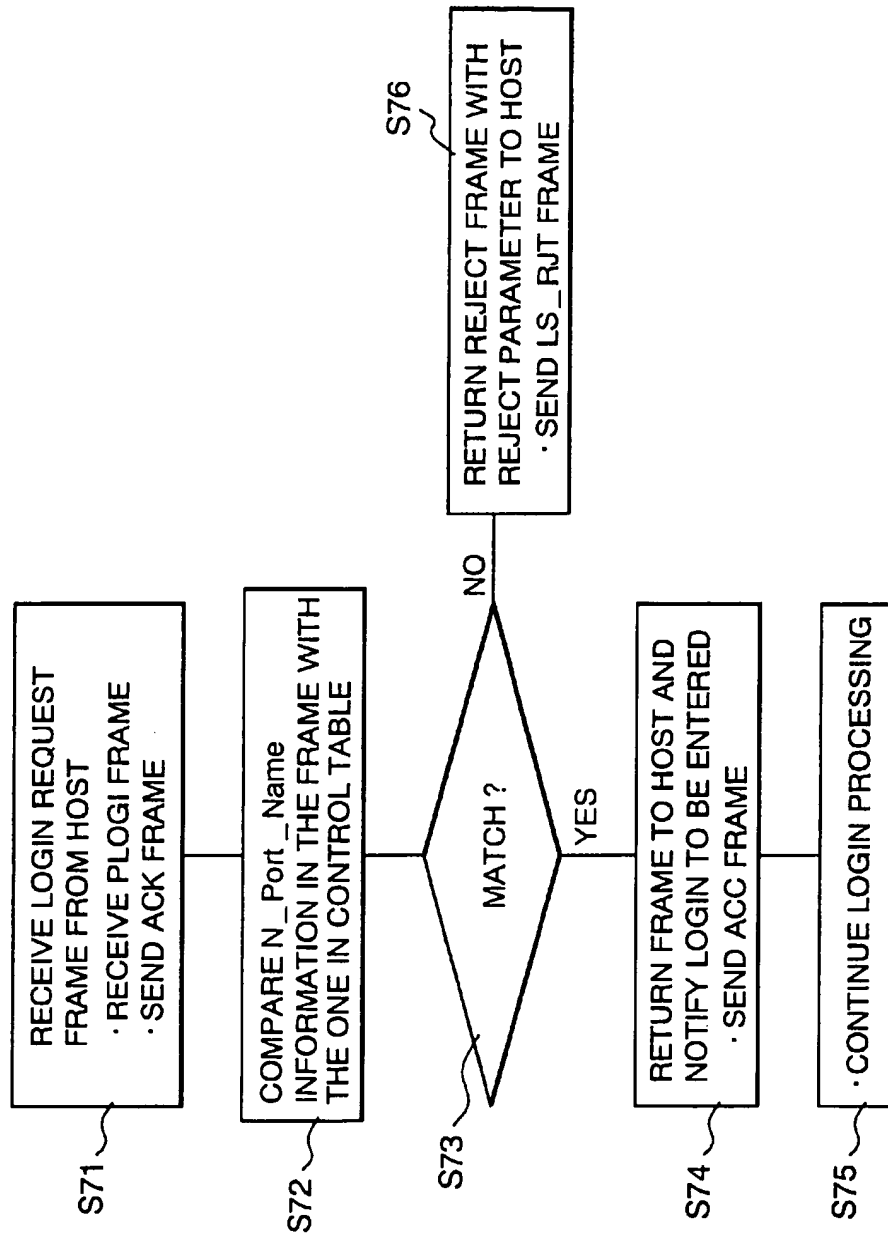 S71
RECEIVE LOGIN REQUEST
FRAME FROM HOST
· RECEIVE PLOGI FRAME
· SEND ACK FRAME
S72
COMPARE N_Port_Name
INFORMATION IN THE FRAME WITH
THE ONE IN CONTROL TABLE
S73
MATCH ?
NO
S76
RETURN REJECT FRAME WITH
REJECT PARAMETER TO HOST
· SEND LS_RJT FRAME
YES
S74
RETURN FRAME TO HOST AND
NOTIFY LOGIN TO BE ENTERED
· SEND ACC FRAME
S75
· CONTINUE LOGIN PROCESSING